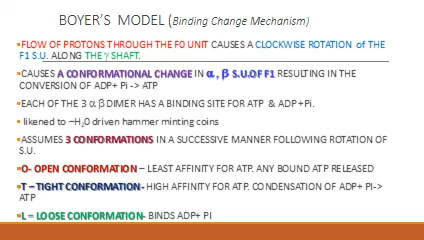 BOYER'S MODEL (Binding Change Mechanism)
▪FLOW OF PROTONS THROUGH THE F0 UNIT CAUSES A CLOCKWISE ROTATION of THE
F1 S.U. ALONG THE γ SHAFT.
▪CAUSES A CONFORMATIONAL CHANGE IN α , β S.U.OF F1 RESULTING IN THE
CONVERSION OF ADP+ Pi -> ATP
▪EACH OF THE 3 α β DIMER HAS A BINDING SITE FOR ATP & ADP+Pi.
▪ likened to –H₂0 driven hammer minting coins
▪ASSUMES 3 CONFORMATIONS IN A SUCCESSIVE MANNER FOLLOWING ROTATION OF
S.U.
▪O- OPEN CONFORMATION – LEAST AFFINITY FOR ATP. ANY BOUND ATP RELEASED
▪T – TIGHT CONFORMATION- HIGH AFFINITY FOR ATP. CONDENSATION OF ADP+ PI->
ATP
▪L = LOOSE CONFORMATION- BINDS ADP+ PI